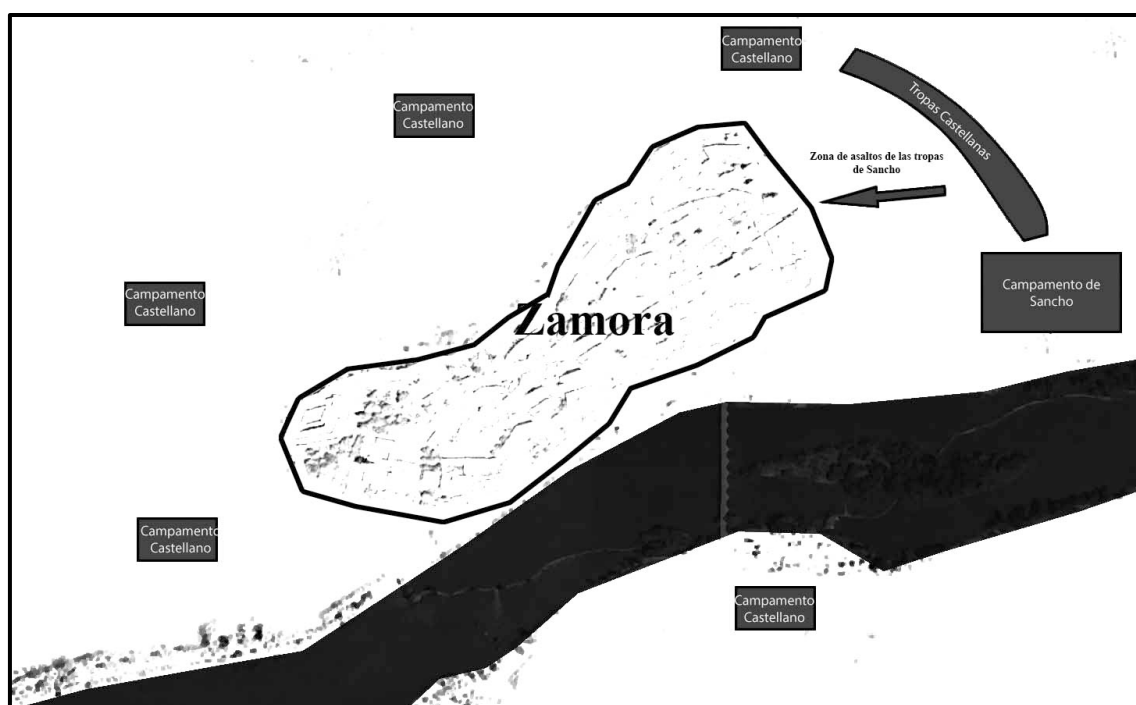 Campamento
Castellano
Campamento
Castellano
Tropas Castellanas
Zona de asaltos de las tropas
de Sancho
Campamento de
Sancho
Campamento
Castellano
Zamora
Campamento
Castellano
Campamento
Castellano